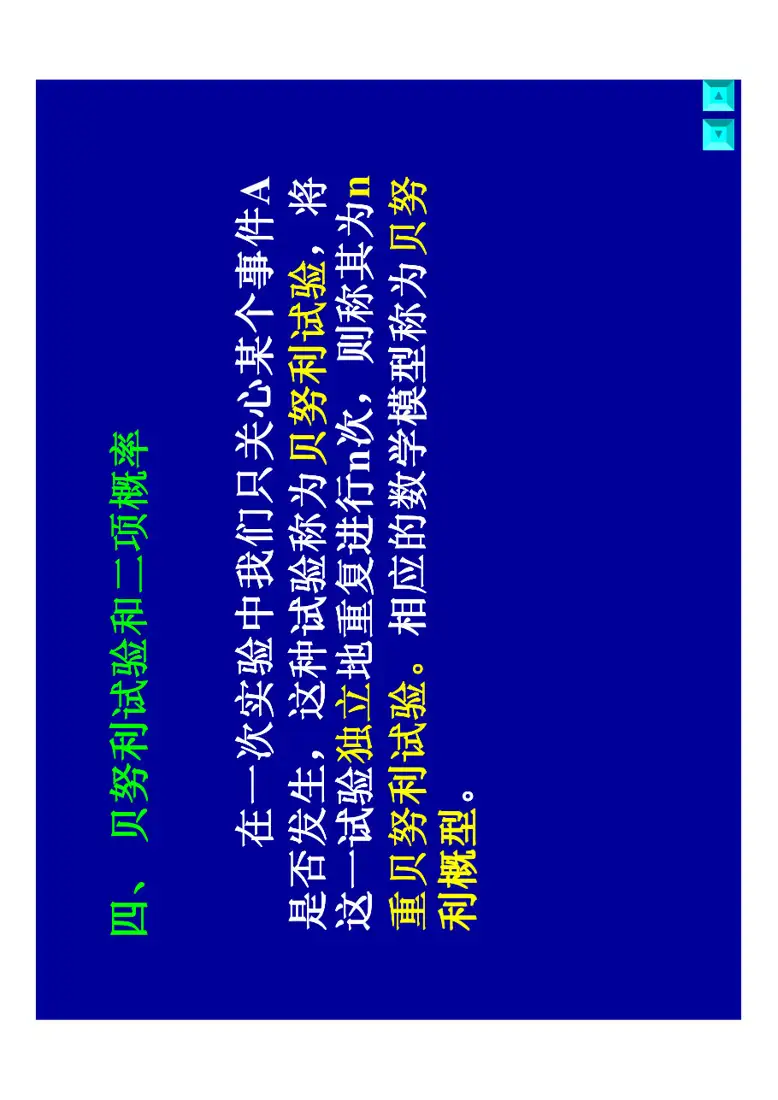 四、 贝努利试验和二项概率
在一次实验中我们只关心某个事件A
是否发生，这种试验称为贝努利试验，将
这一试验独立地重复进行n次，则称其为n
重贝努利试验。相应的数学模型称为贝努
利概型。